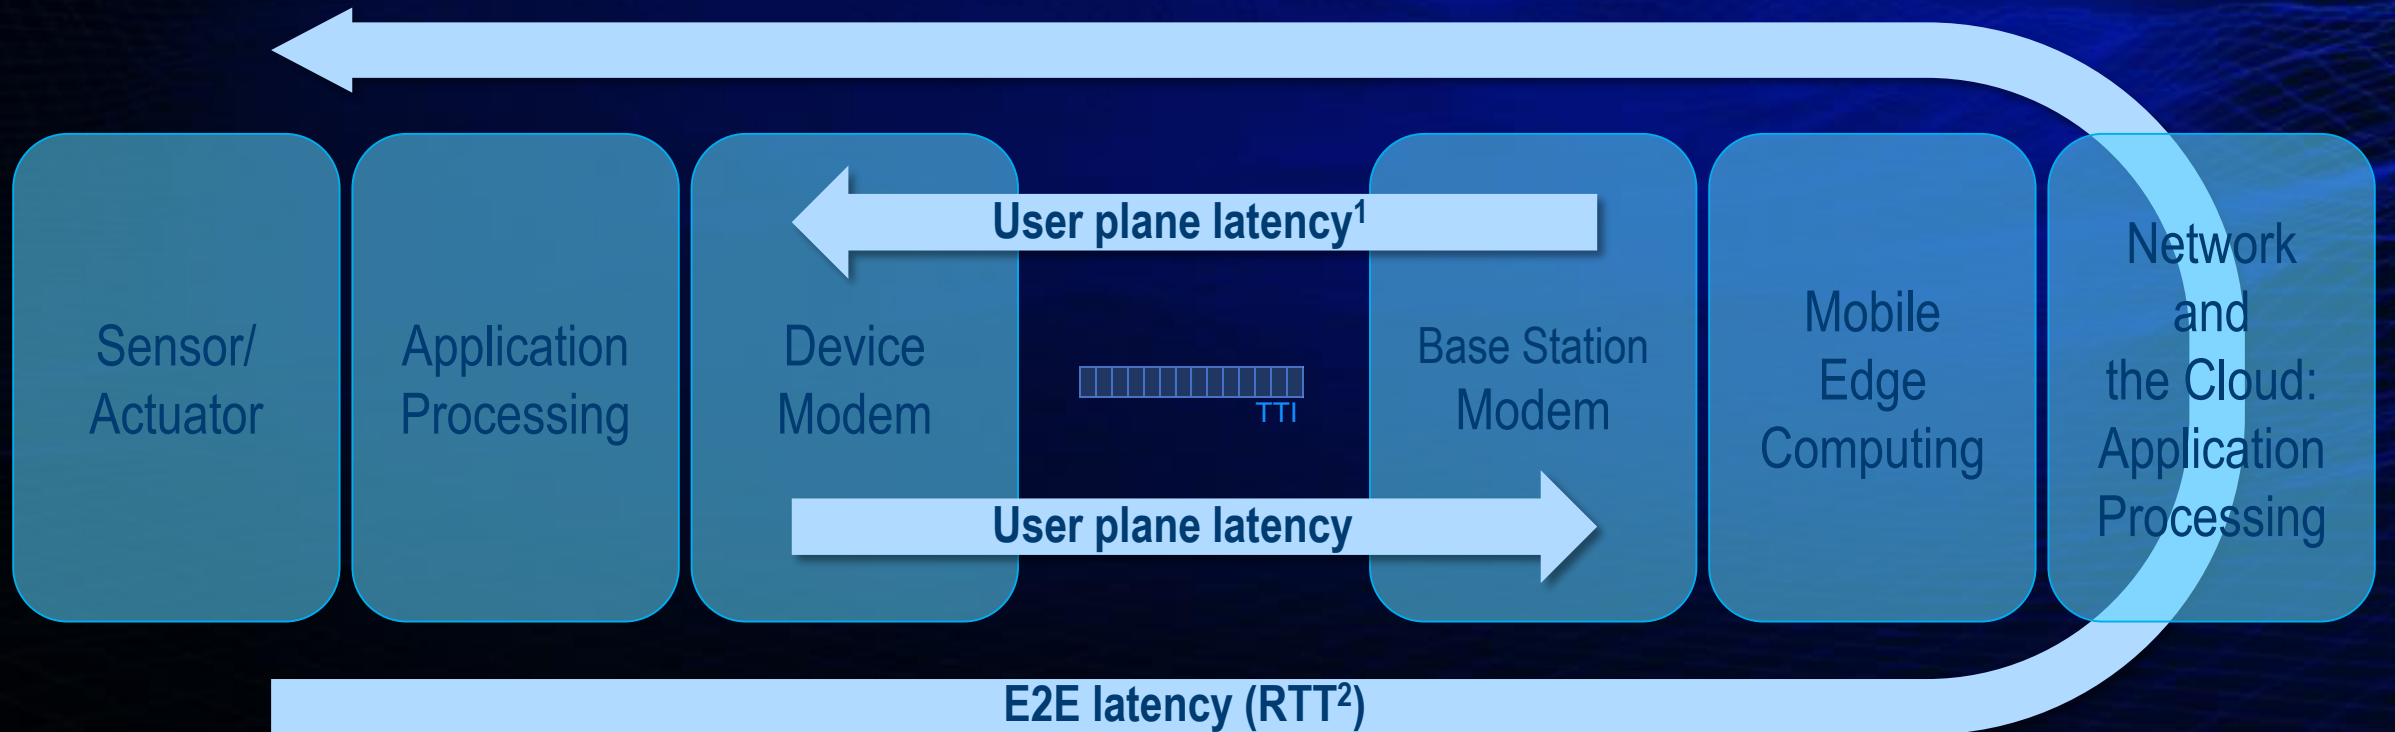 User plane latency¹
Sensor/
Actuator
Application
Processing
Device
Modem
TTI
Base Station
Modem
Mobile
Edge
Computing
Network
and
the Cloud:
Application
Processing
User plane latency
E2E latency (RTT²)